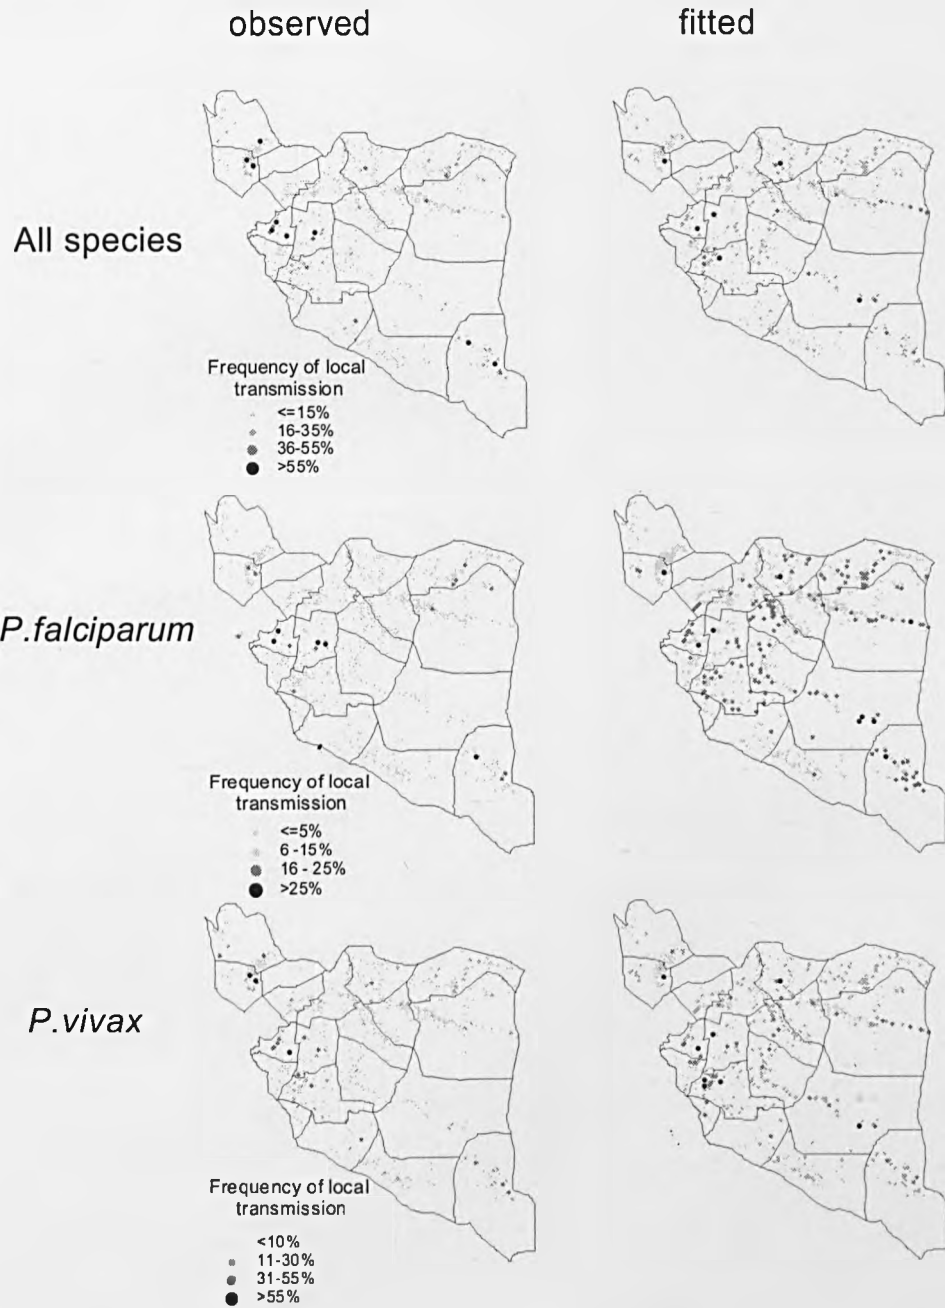 observed
fitted
All species
Frequency of local
transmission
<=15%
16-35%
36-55%
>55%
P.falciparum
Frequency of local
transmission
<=5%
6 -15%
16 - 25%
>25%
P.vivax
Frequency of local
transmission
<10%
11-30%
31-55%
>55%